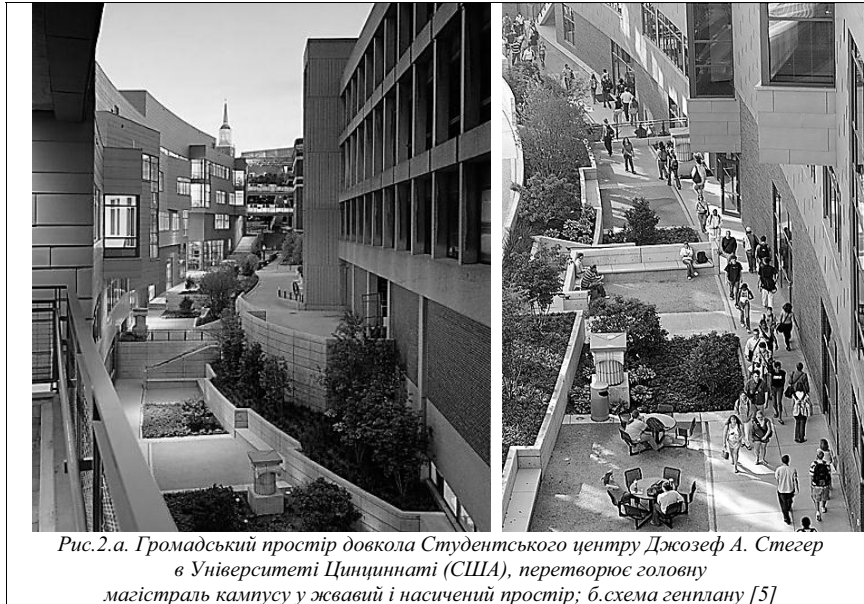 Рис.2.а. Громадський простір довкола Студентського центру Джозеф А. Стегер
в Університеті Цинциннаті (США), перетворює головну
магістраль кампусу у жвавий і насичений простір; б.схема генплану [5]